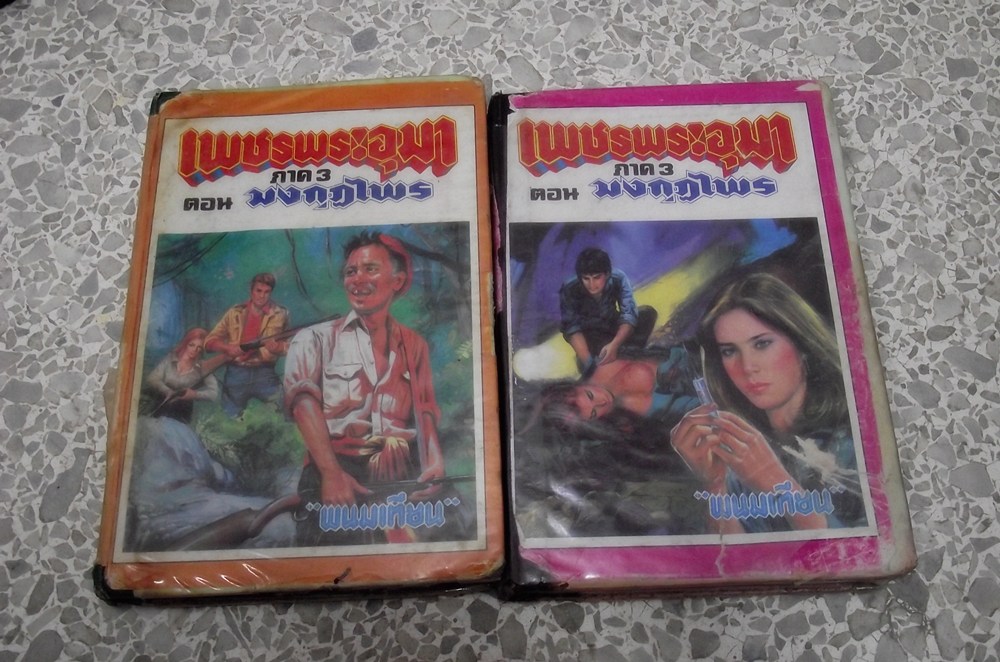 เพชรพระอุมา
ภาค 3
ตอน มงกุฎไพร
"พนมเทียน"
เพชรพระอุมา
ภาค 3
ตอน มงกุฎไพร
"พนมเทียน"